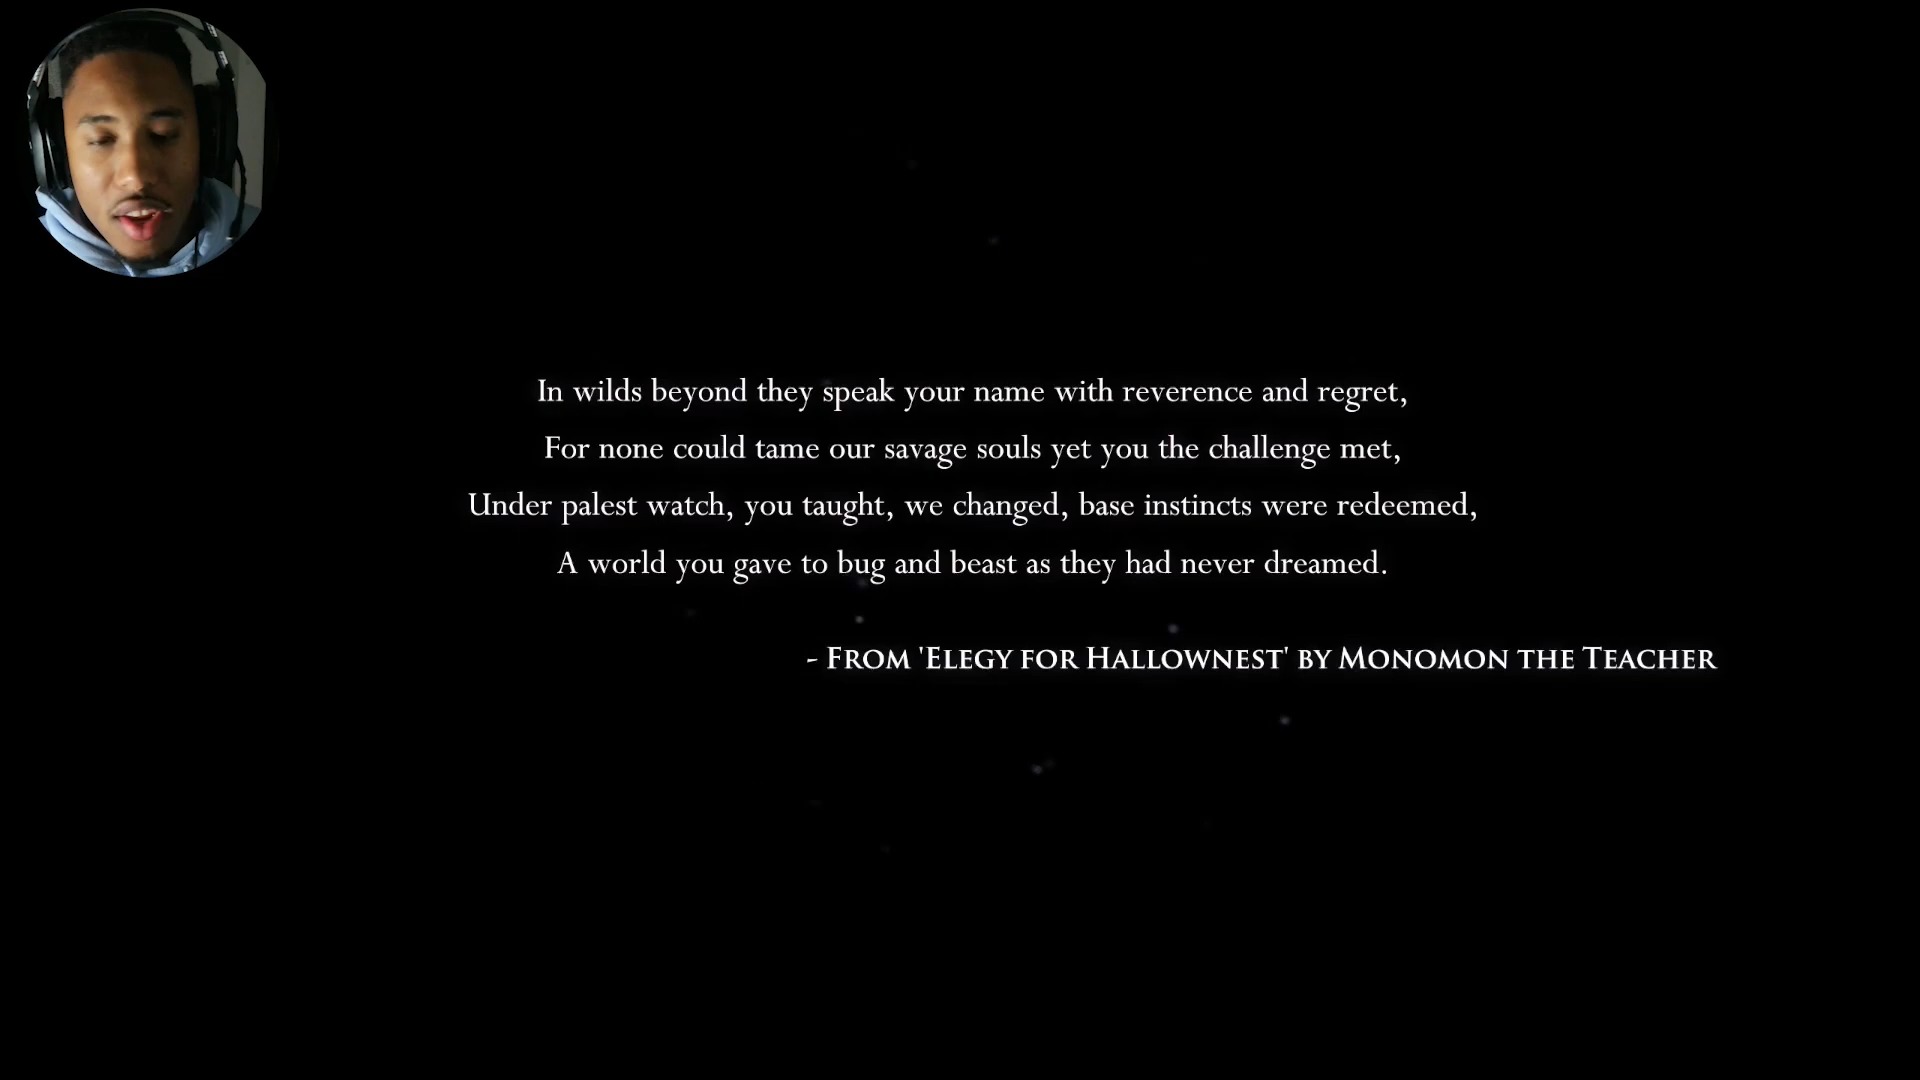 In wilds beyond they speak your name with reverence and regret,
For none could tame our savage souls yet you the challenge met,
Under palest watch, you taught, we changed, base instincts were redeemed,
A world you gave to bug and beast as they had never dreamed.
- From 'Elegy for Hallownest' by Monomon the Teacher